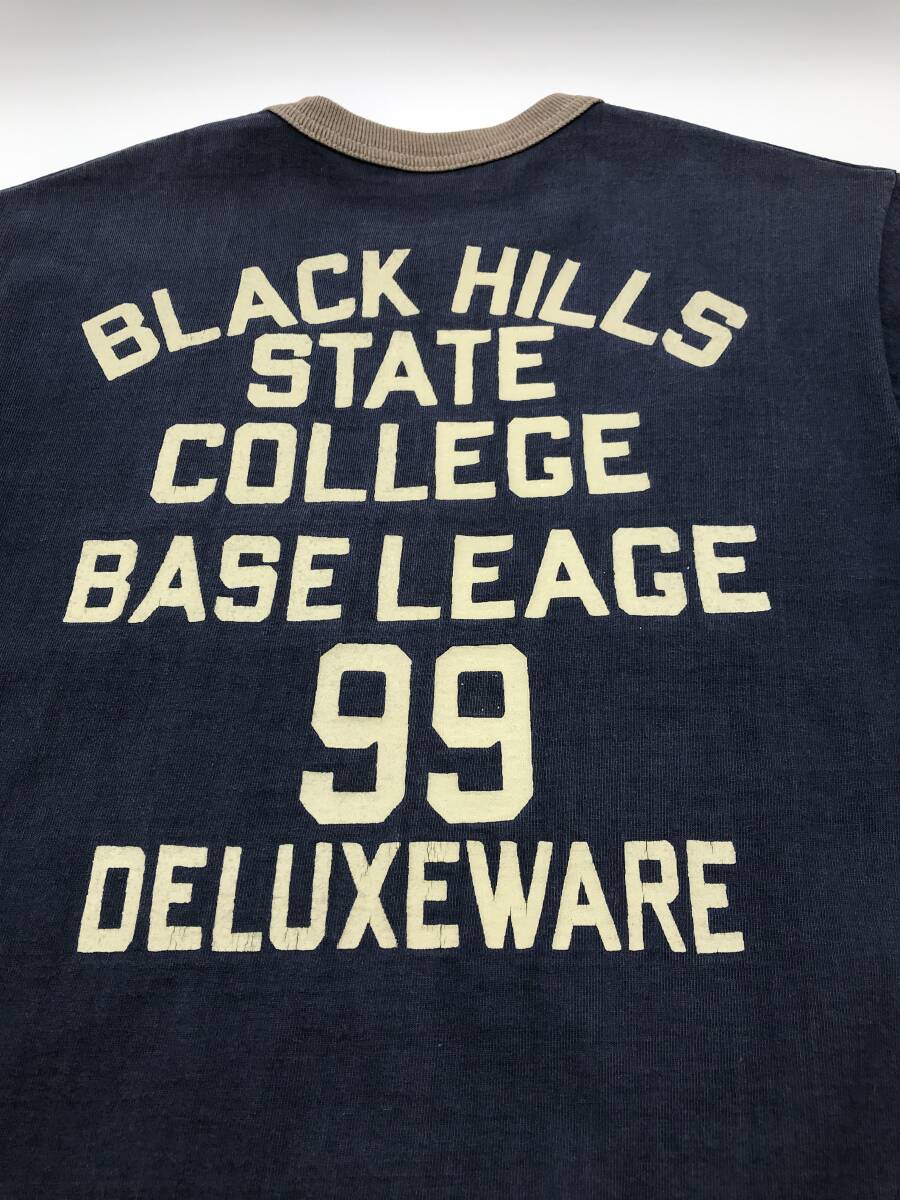 BLACK HILLS
STATE
COLLEGE
BASE LEAGE
99
DELUXEWARE